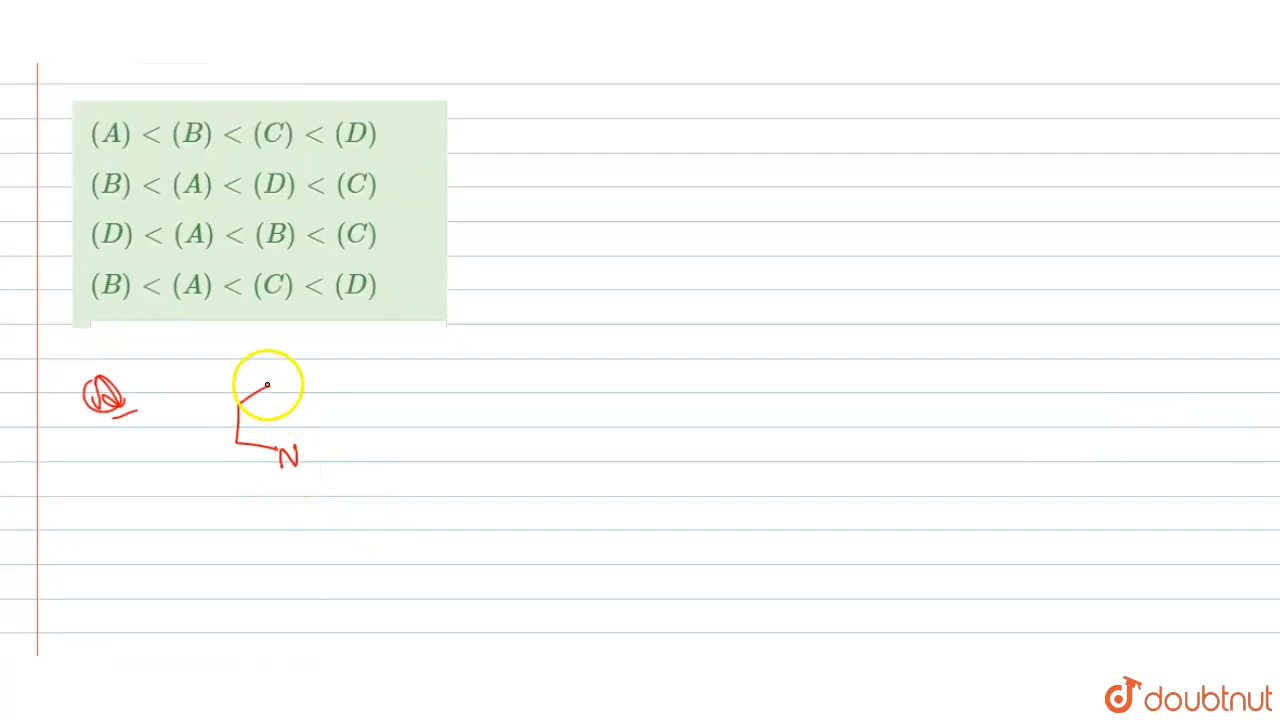 (A) < (B) < (C) < (D)
(B) < (A) < (D) < (C)
(D) < (A) < (B) < (C)
(B) < (A) < (C) < (D)
N
doubtnut